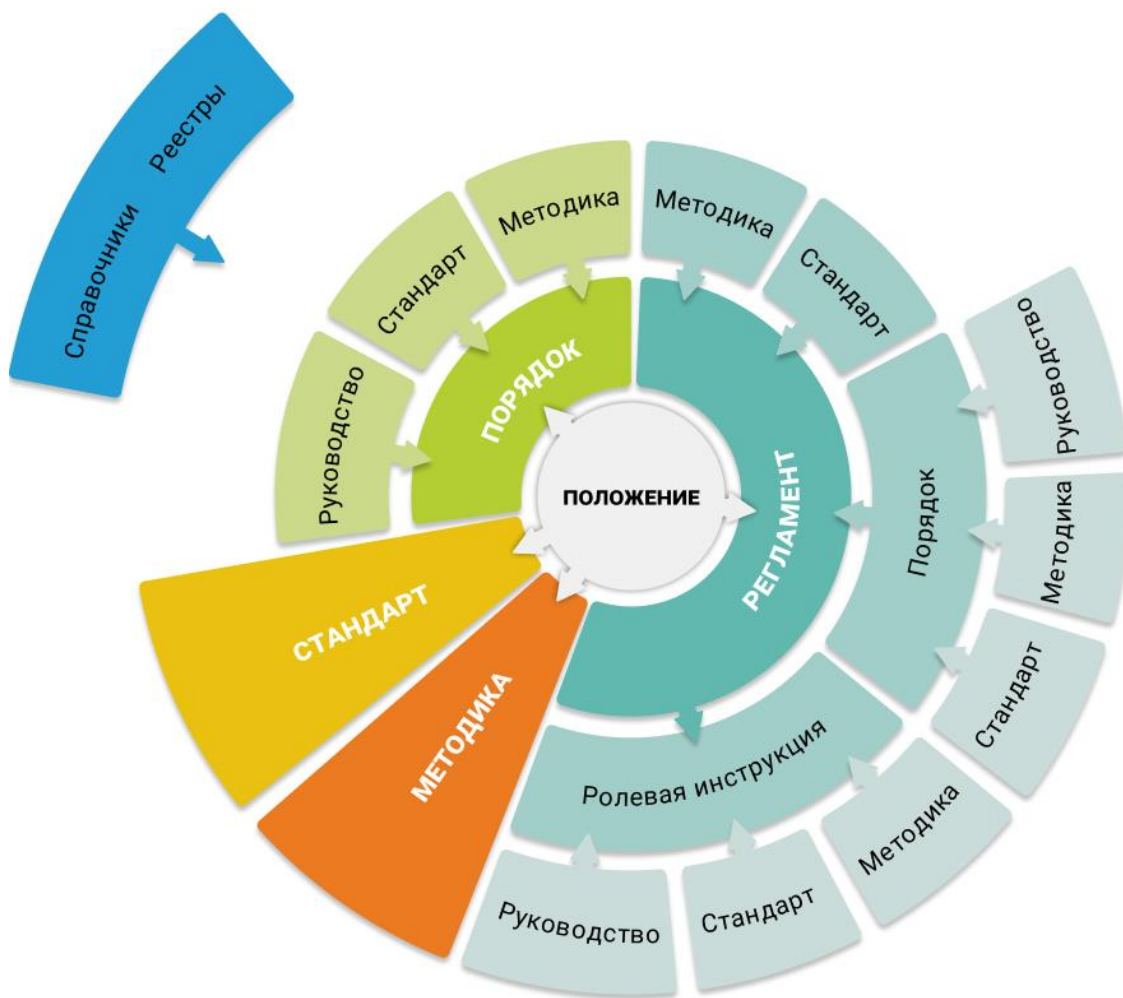 Реестры
Справочники
Методика
Методика
Стандарт
Стандарт
Руководство
Руководство
ПОРЯДОК
ПОЛОЖЕНИЕ
РЕГЛАМЕНТ
Порядок
Методика
СТАНДАРТ
Стандарт
МЕТОДИКА
Ролевая инструкция
Методика
Руководство
Стандарт